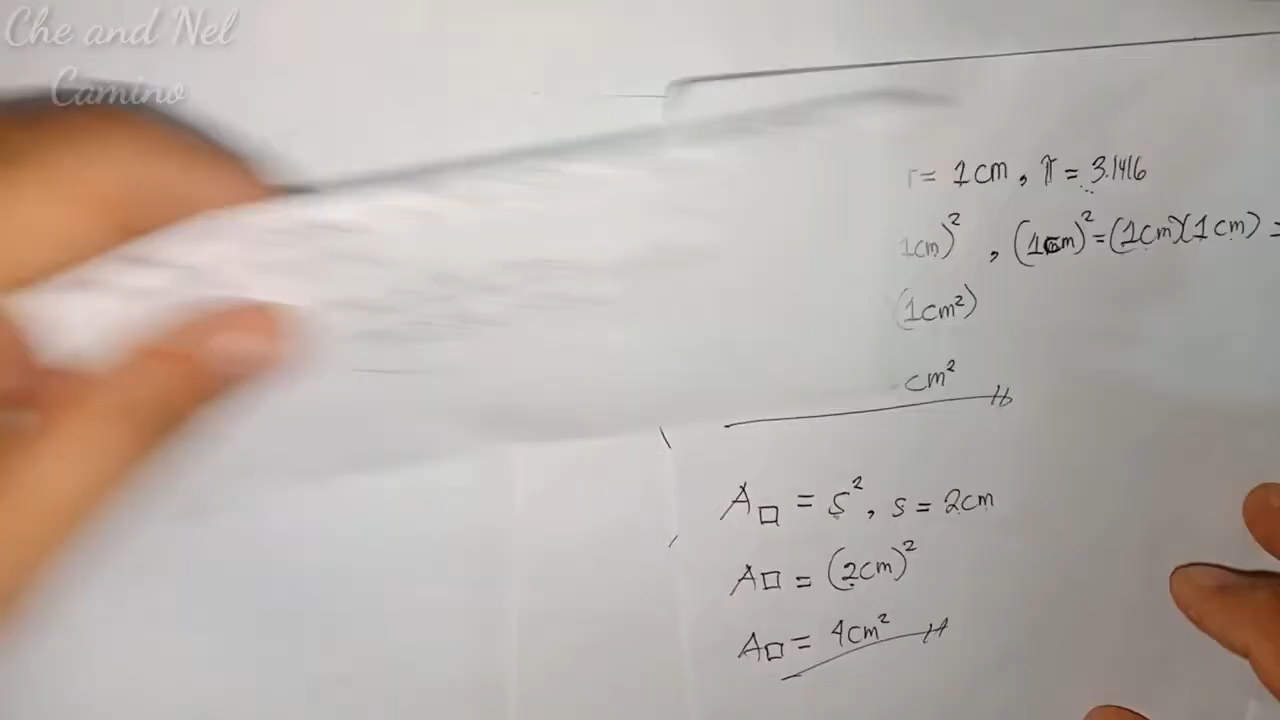 Che and Nel
Camino
r = 1cm, π = 3.1416
1cm)², (1cm)² = (1cm)(1cm) =
(1cm²)
cm²
A□ = s², s = 2cm
A□ = (2cm)²
A□ = 4cm²